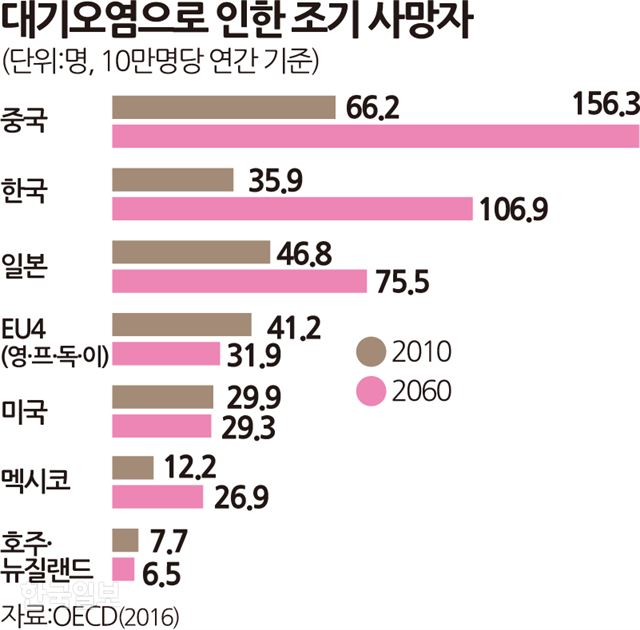 대기오염으로 인한 조기 사망자
(단위:명, 10만명당 연간 기준)
중국
66.2
156.3
한국
35.9
106.9
일본
46.8
75.5
EU4
(영·프·독·이)
41.2
31.9
2010
2060
미국
29.9
29.3
멕시코
12.2
26.9
호주·
뉴질랜드
7.7
6.5
한국일보
자료:OECD(2016)